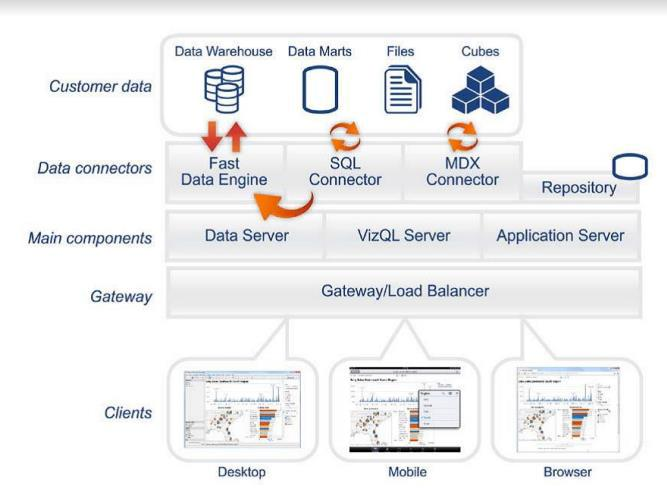 Customer data
Data Warehouse Data Marts Files Cubes
Data connectors
Fast
Data Engine
SQL
Connector
MDX
Connector
Repository
Main components
Data Server VizQL Server Application Server
Gateway
Gateway/Load Balancer
Clients
Desktop Mobile Browser